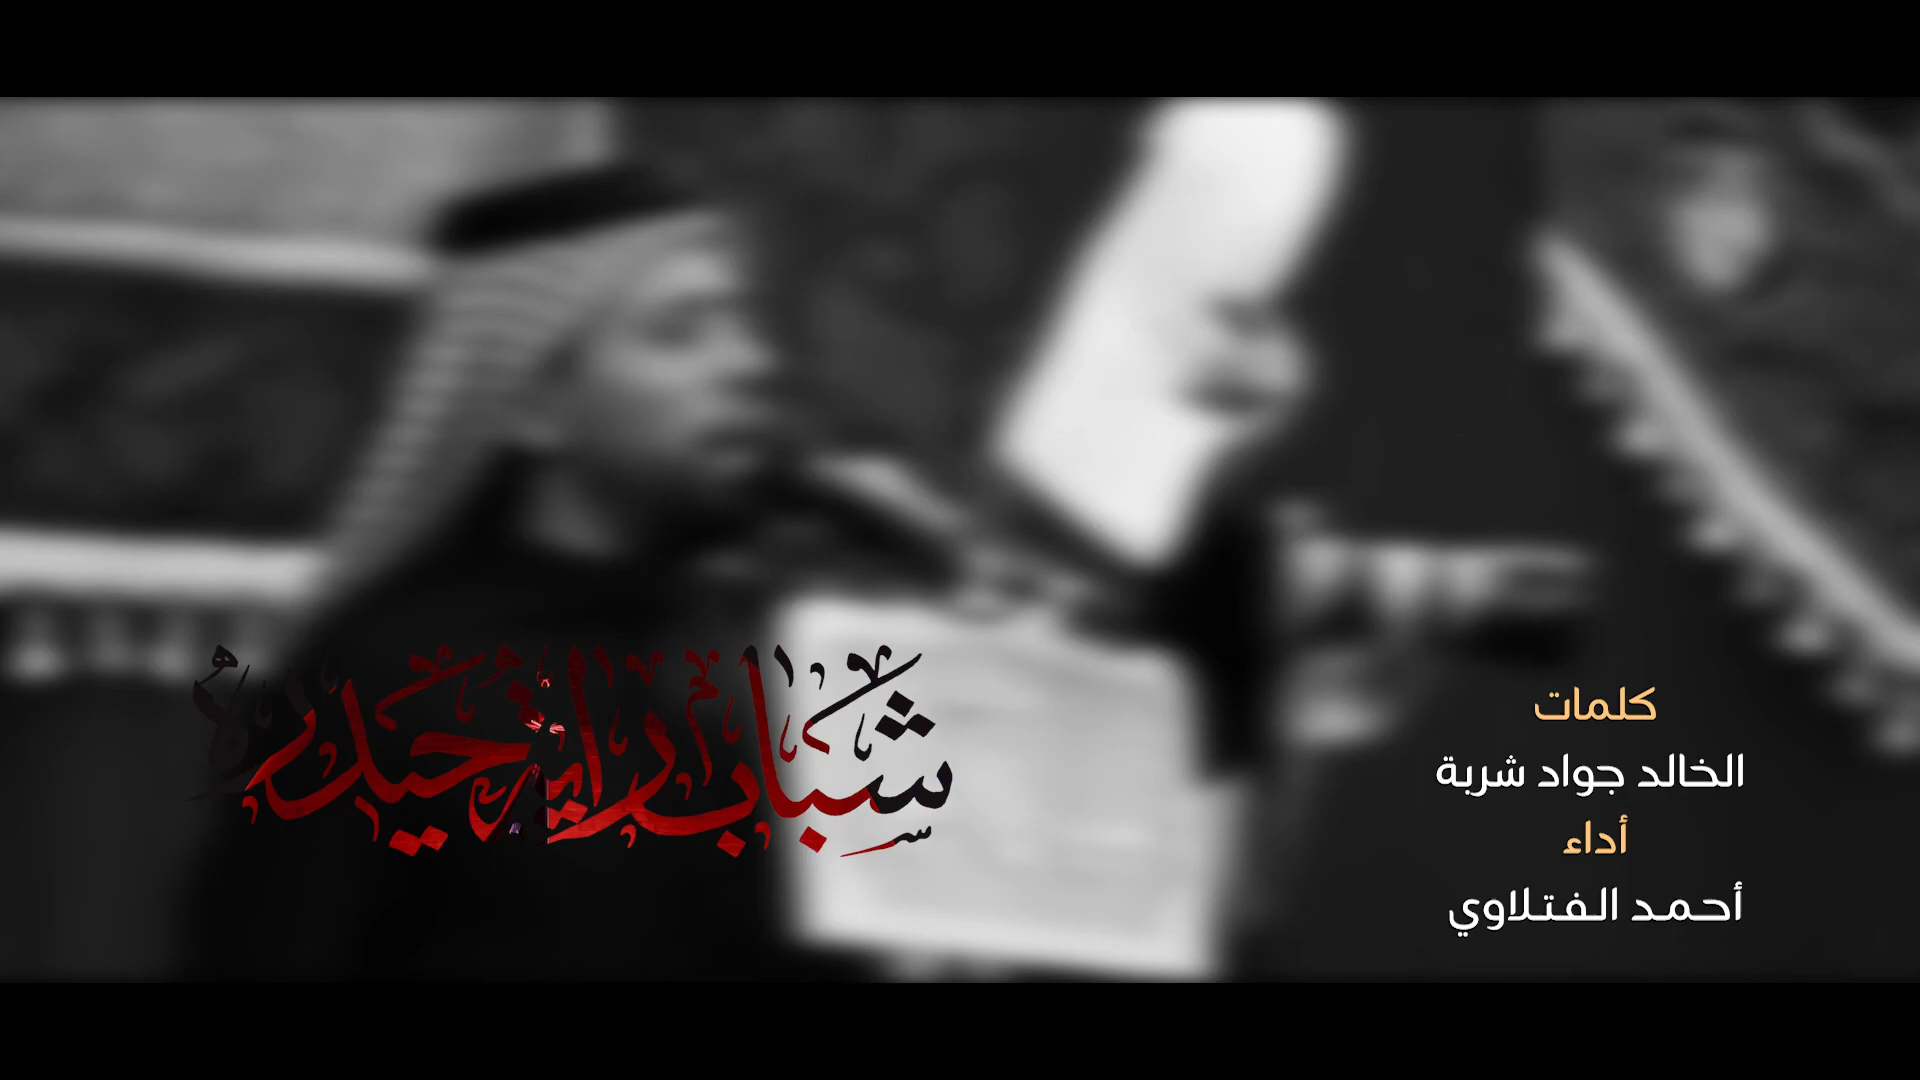 شباب راية حيدر
كلمات
الخالد جواد شربة
أداء
أحمد الفتلاوي